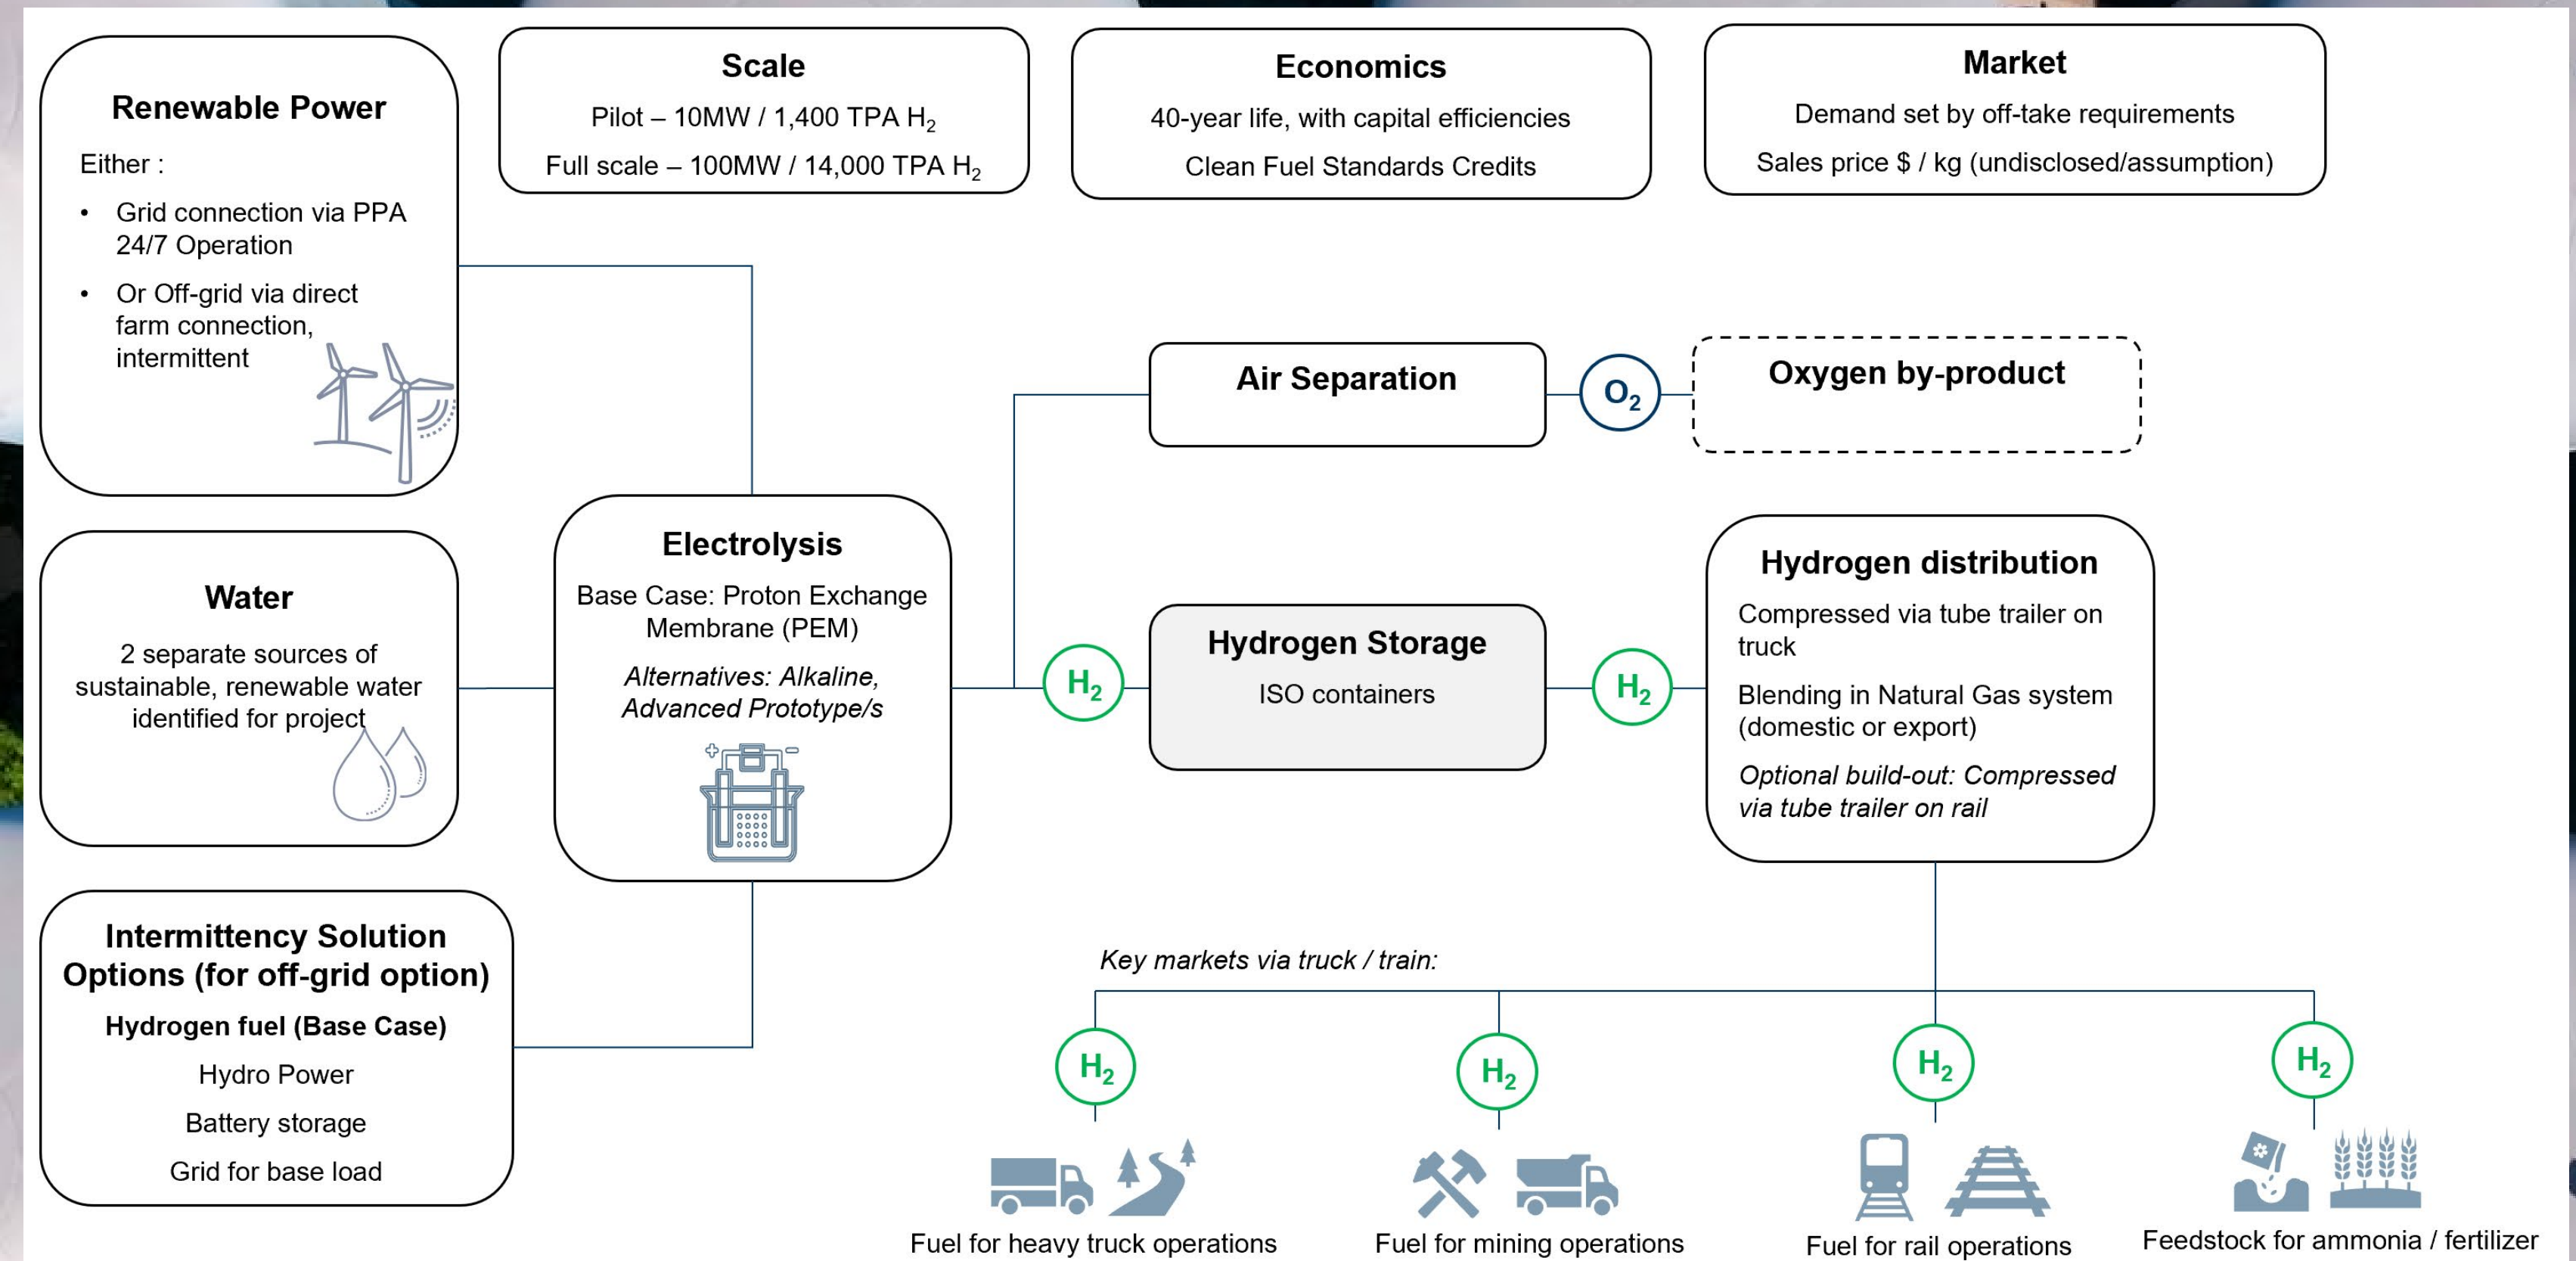 Renewable Power
Either :
• Grid connection via PPA
24/7 Operation
• Or Off-grid via direct
farm connection,
intermittent
Scale
Pilot – 10MW / 1,400 TPA H₂
Full scale – 100MW / 14,000 TPA H₂
Economics
40-year life, with capital efficiencies
Clean Fuel Standards Credits
Market
Demand set by off-take requirements
Sales price $ / kg (undisclosed/assumption)
Air Separation
O₂
Oxygen by-product
Water
2 separate sources of
sustainable, renewable water
identified for project
Electrolysis
Base Case: Proton Exchange
Membrane (PEM)
Alternatives: Alkaline,
Advanced Prototype/s
+ −
H₂
Hydrogen Storage
ISO containers
H₂
Hydrogen distribution
Compressed via tube trailer on
truck
Blending in Natural Gas system
(domestic or export)
Optional build-out: Compressed
via tube trailer on rail
Intermittency Solution
Options (for off-grid option)
Hydrogen fuel (Base Case)
Hydro Power
Battery storage
Grid for base load
Key markets via truck / train:
H₂
H₂
H₂
H₂
Fuel for heavy truck operations
Fuel for mining operations
Fuel for rail operations
Feedstock for ammonia / fertilizer